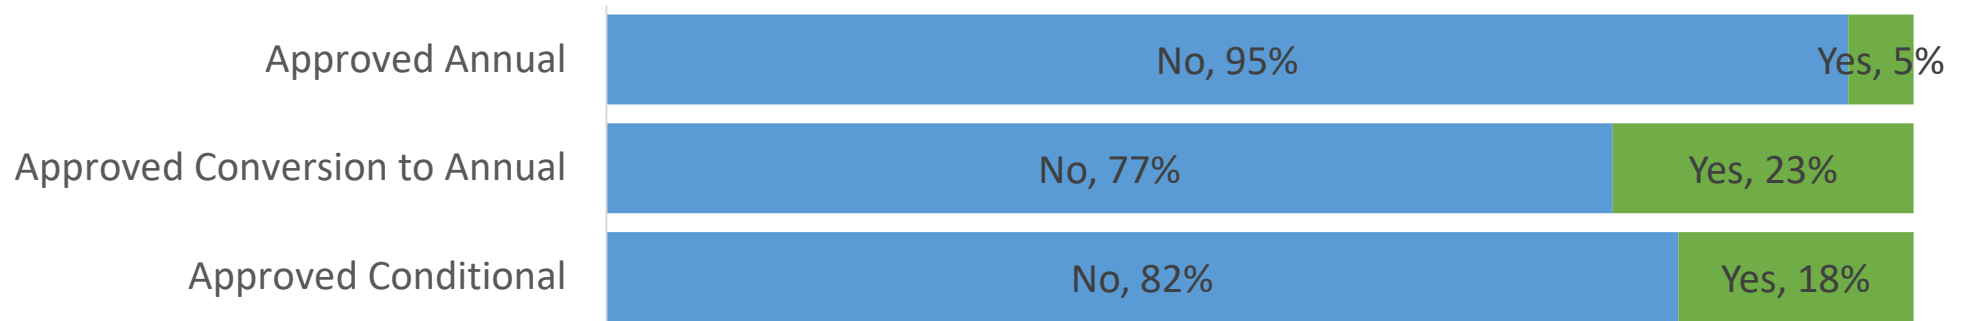 Approved Annual No, 95% Yes, 5%
Approved Conversion to Annual No, 77% Yes, 23%
Approved Conditional No, 82% Yes, 18%